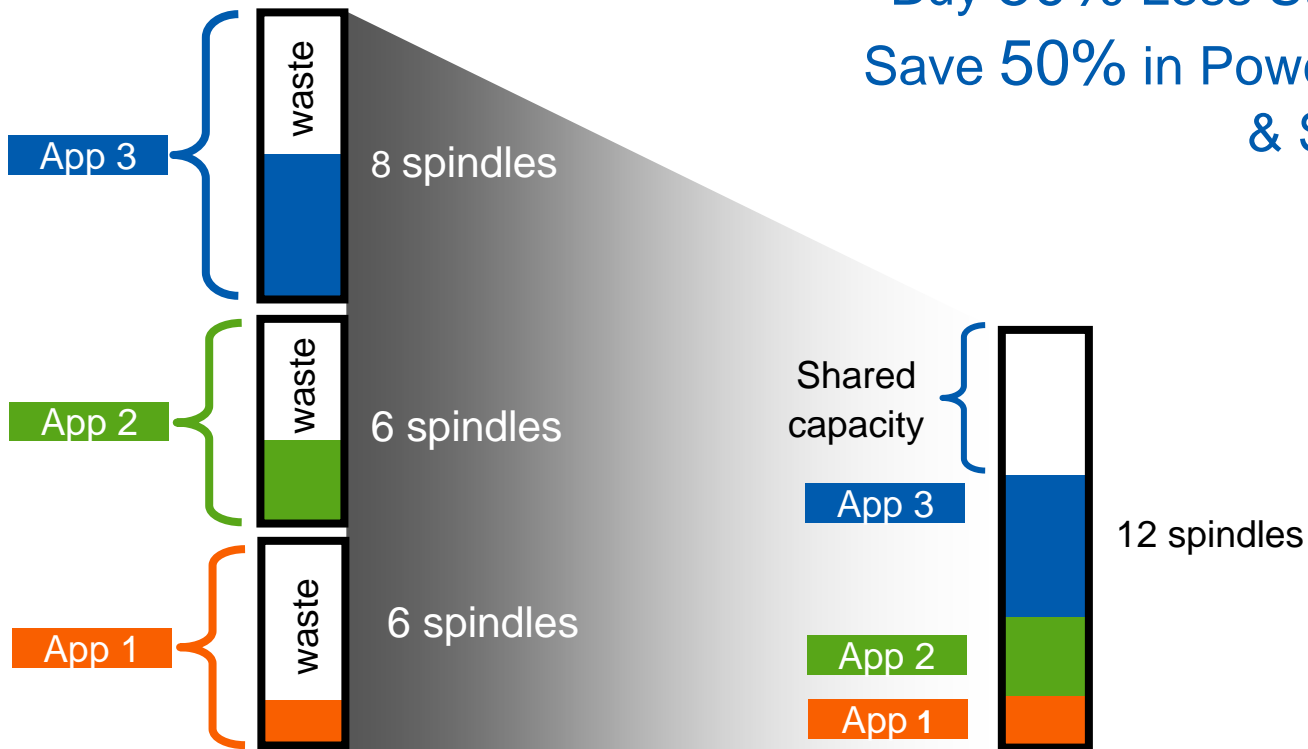 Save 50% in
&
waste
App 3
8 spindles
waste
App 2
6 spindles
waste
App 1
6 spindles
Shared
capacity
App 3
12 spindles
App 2
App 1